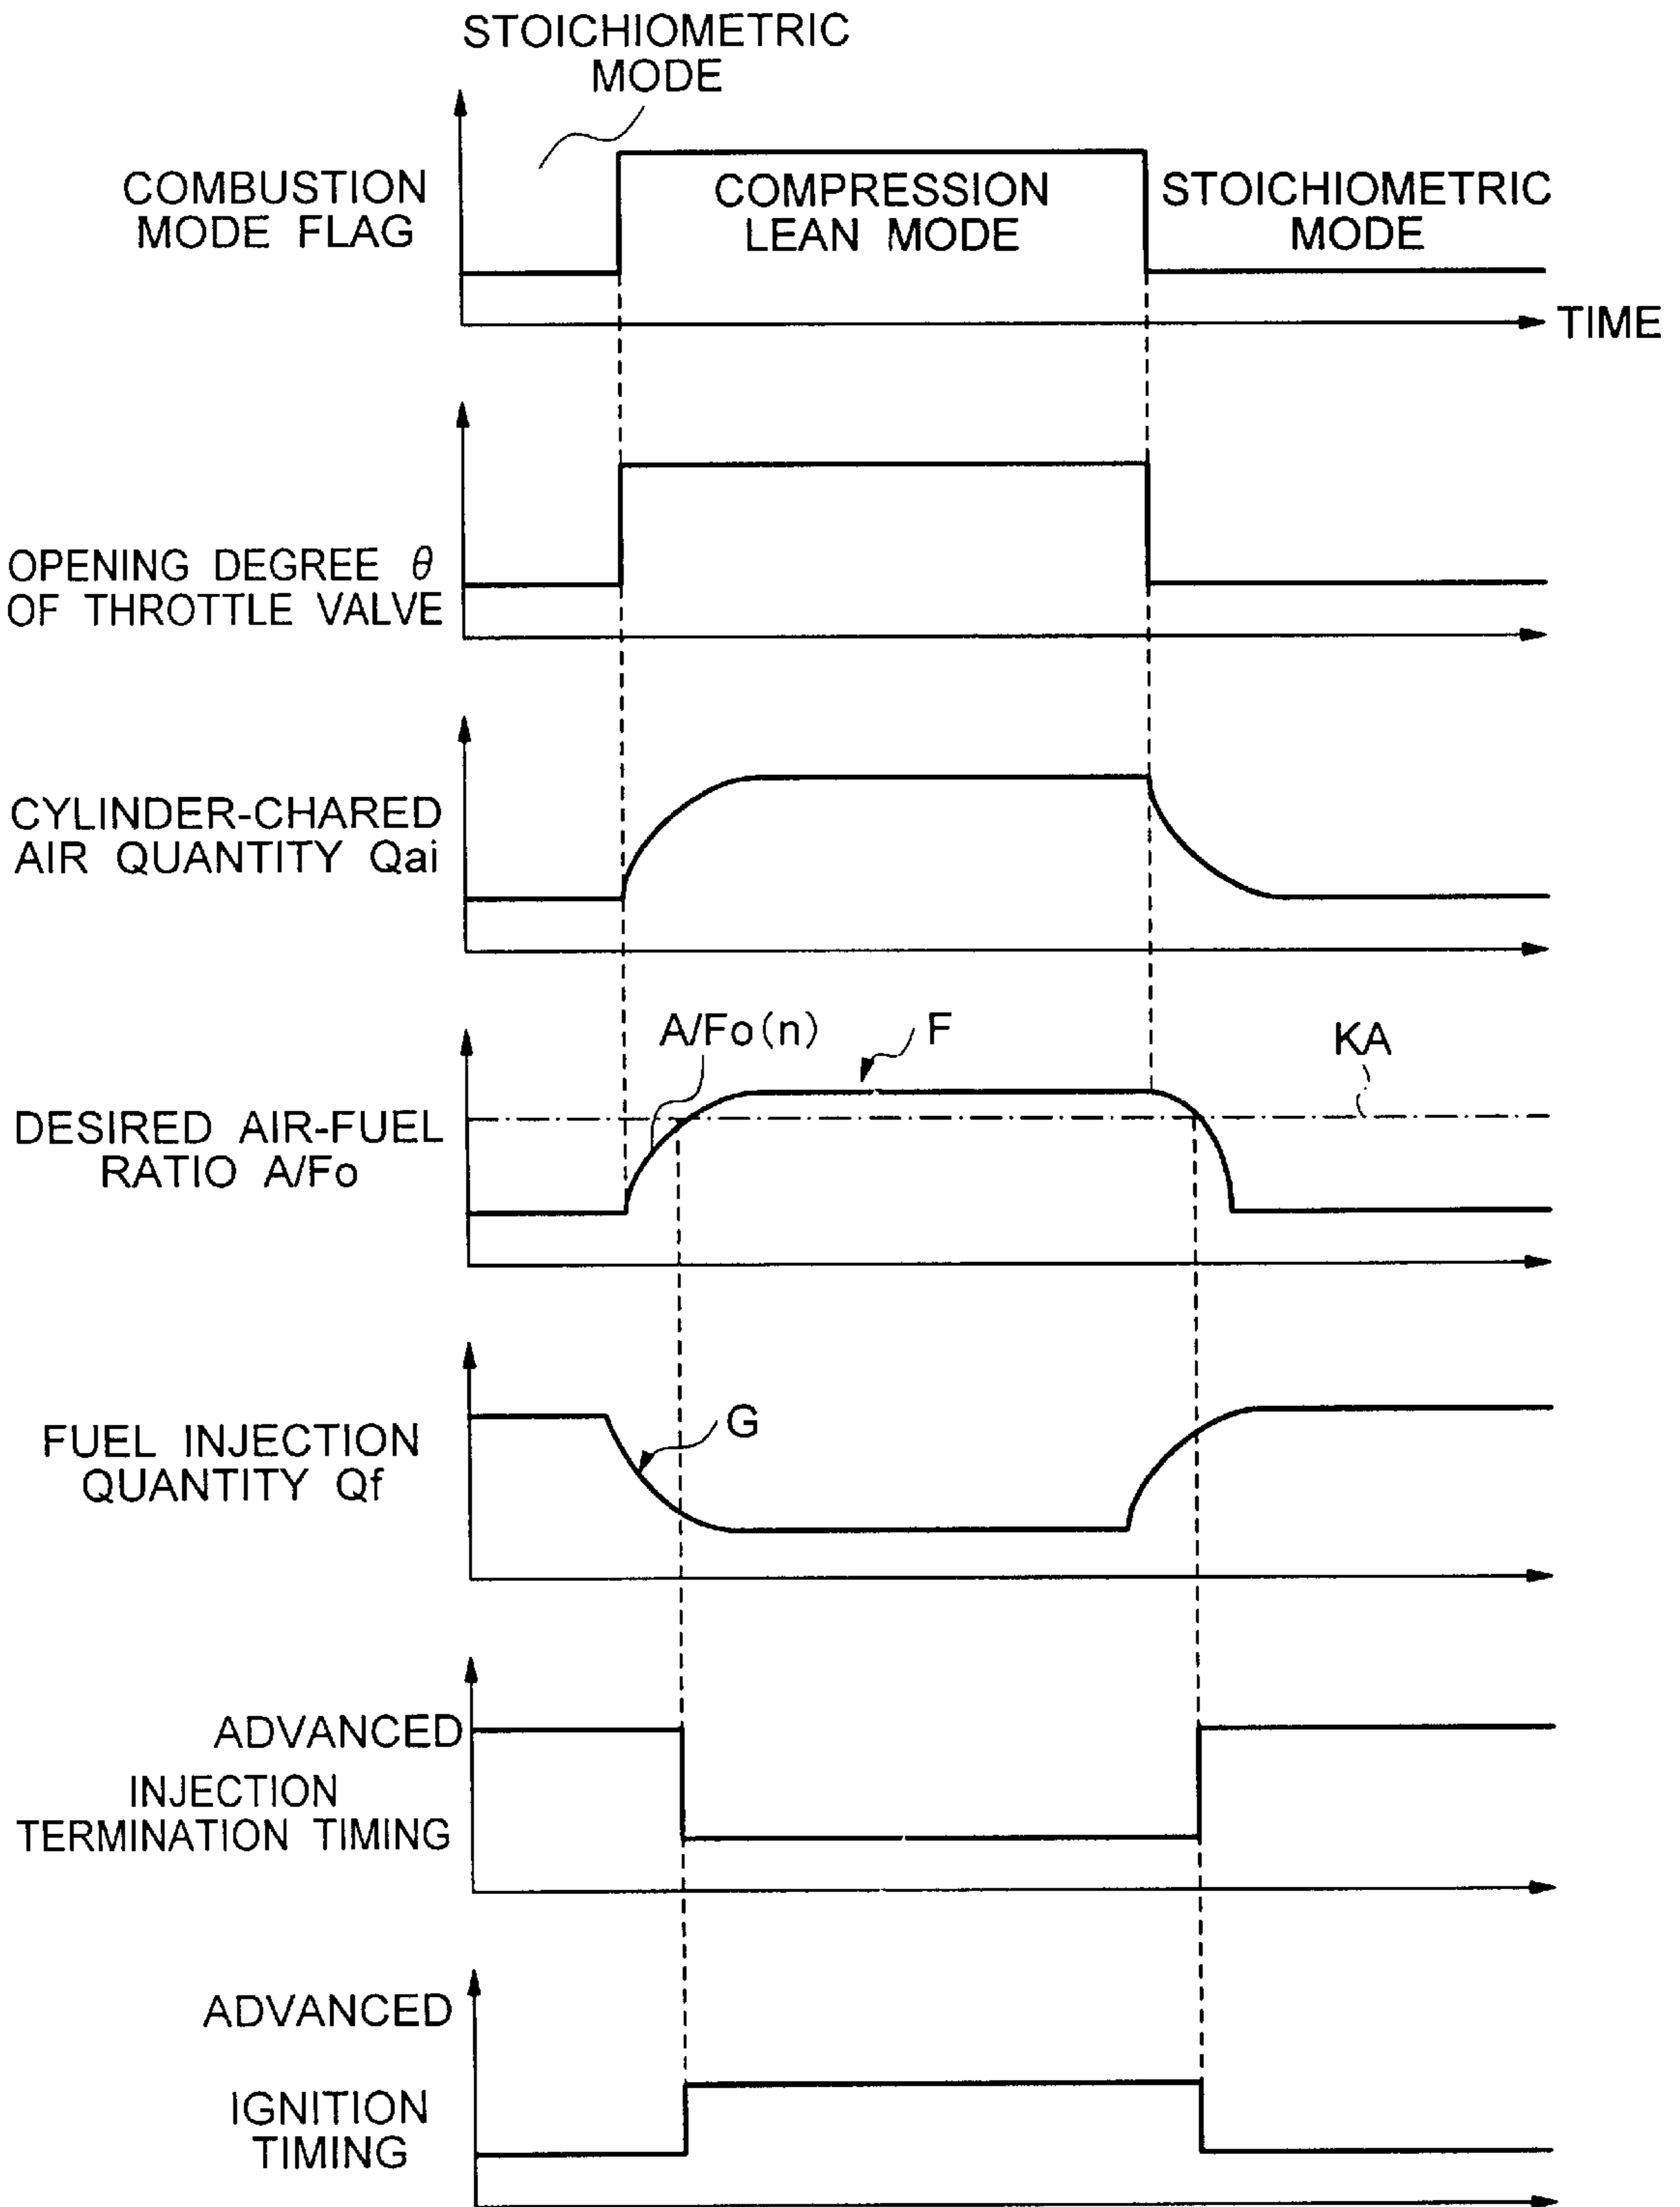 STOICHIOMETRIC
MODE
COMBUSTION
MODE FLAG
COMPRESSION
LEAN MODE
STOICHIOMETRIC
MODE
TIME
OPENING DEGREE θ
OF THROTTLE VALVE
CYLINDER-CHARED
AIR QUANTITY Qai
A/Fo(n)
F
KA
DESIRED AIR-FUEL
RATIO A/Fo
FUEL INJECTION
QUANTITY Qf
G
ADVANCED
INJECTION
TERMINATION TIMING
ADVANCED
IGNITION
TIMING